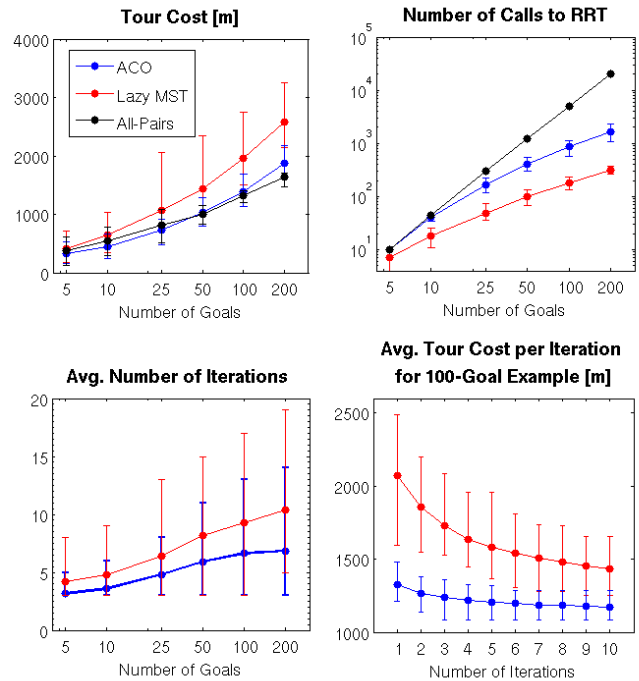 Tour Cost [m]
4000
3000
2000
1000
0
ACO
Lazy MST
All-Pairs
5 10 25 50 100 200
Number of Goals
Number of Calls to RRT
10^5
10^4
10^3
10^2
10^1
5 10 25 50 100 200
Number of Goals
Avg. Number of Iterations
20
15
10
5
0
5 10 25 50 100 200
Number of Goals
Avg. Tour Cost per Iteration
for 100-Goal Example [m]
2500
2000
1500
1000
1 2 3 4 5 6 7 8 9 10
Number of Iterations